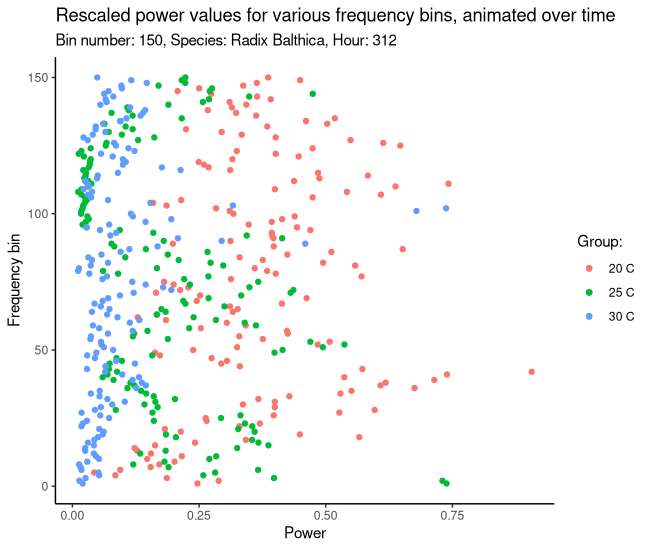 Rescaled power values for various frequency bins, animated over time
Bin number: 150, Species: Radix Balthica, Hour: 312
150
100
50
0
Frequency bin
0.00 0.25 0.50 0.75
Power
Group:
20 C
25 C
30 C